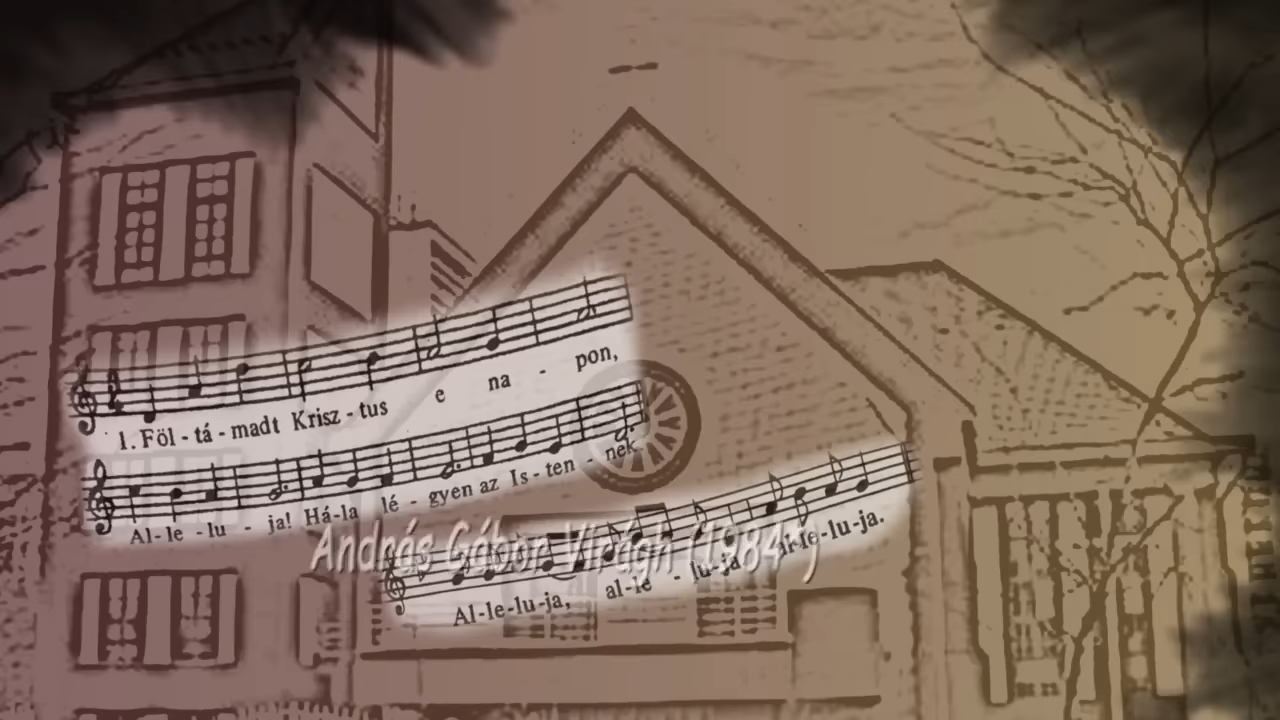 1. Föl - tá - madt Krisz - tus e na - pon,
Al - le - lu - ja! Há-la lé - gyen az Is - ten - nek.
András Gábor Virágh (1984*)
Al-le-lu-ja, al-le - lu-ja al-le-lu-ja.